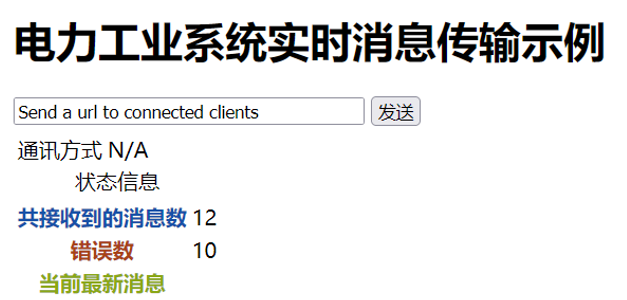 电力工业系统实时消息传输示例
Send a url to connected clients 发送
通讯方式 N/A
状态信息
共接收到的消息数 12
错误数 10
当前最新消息